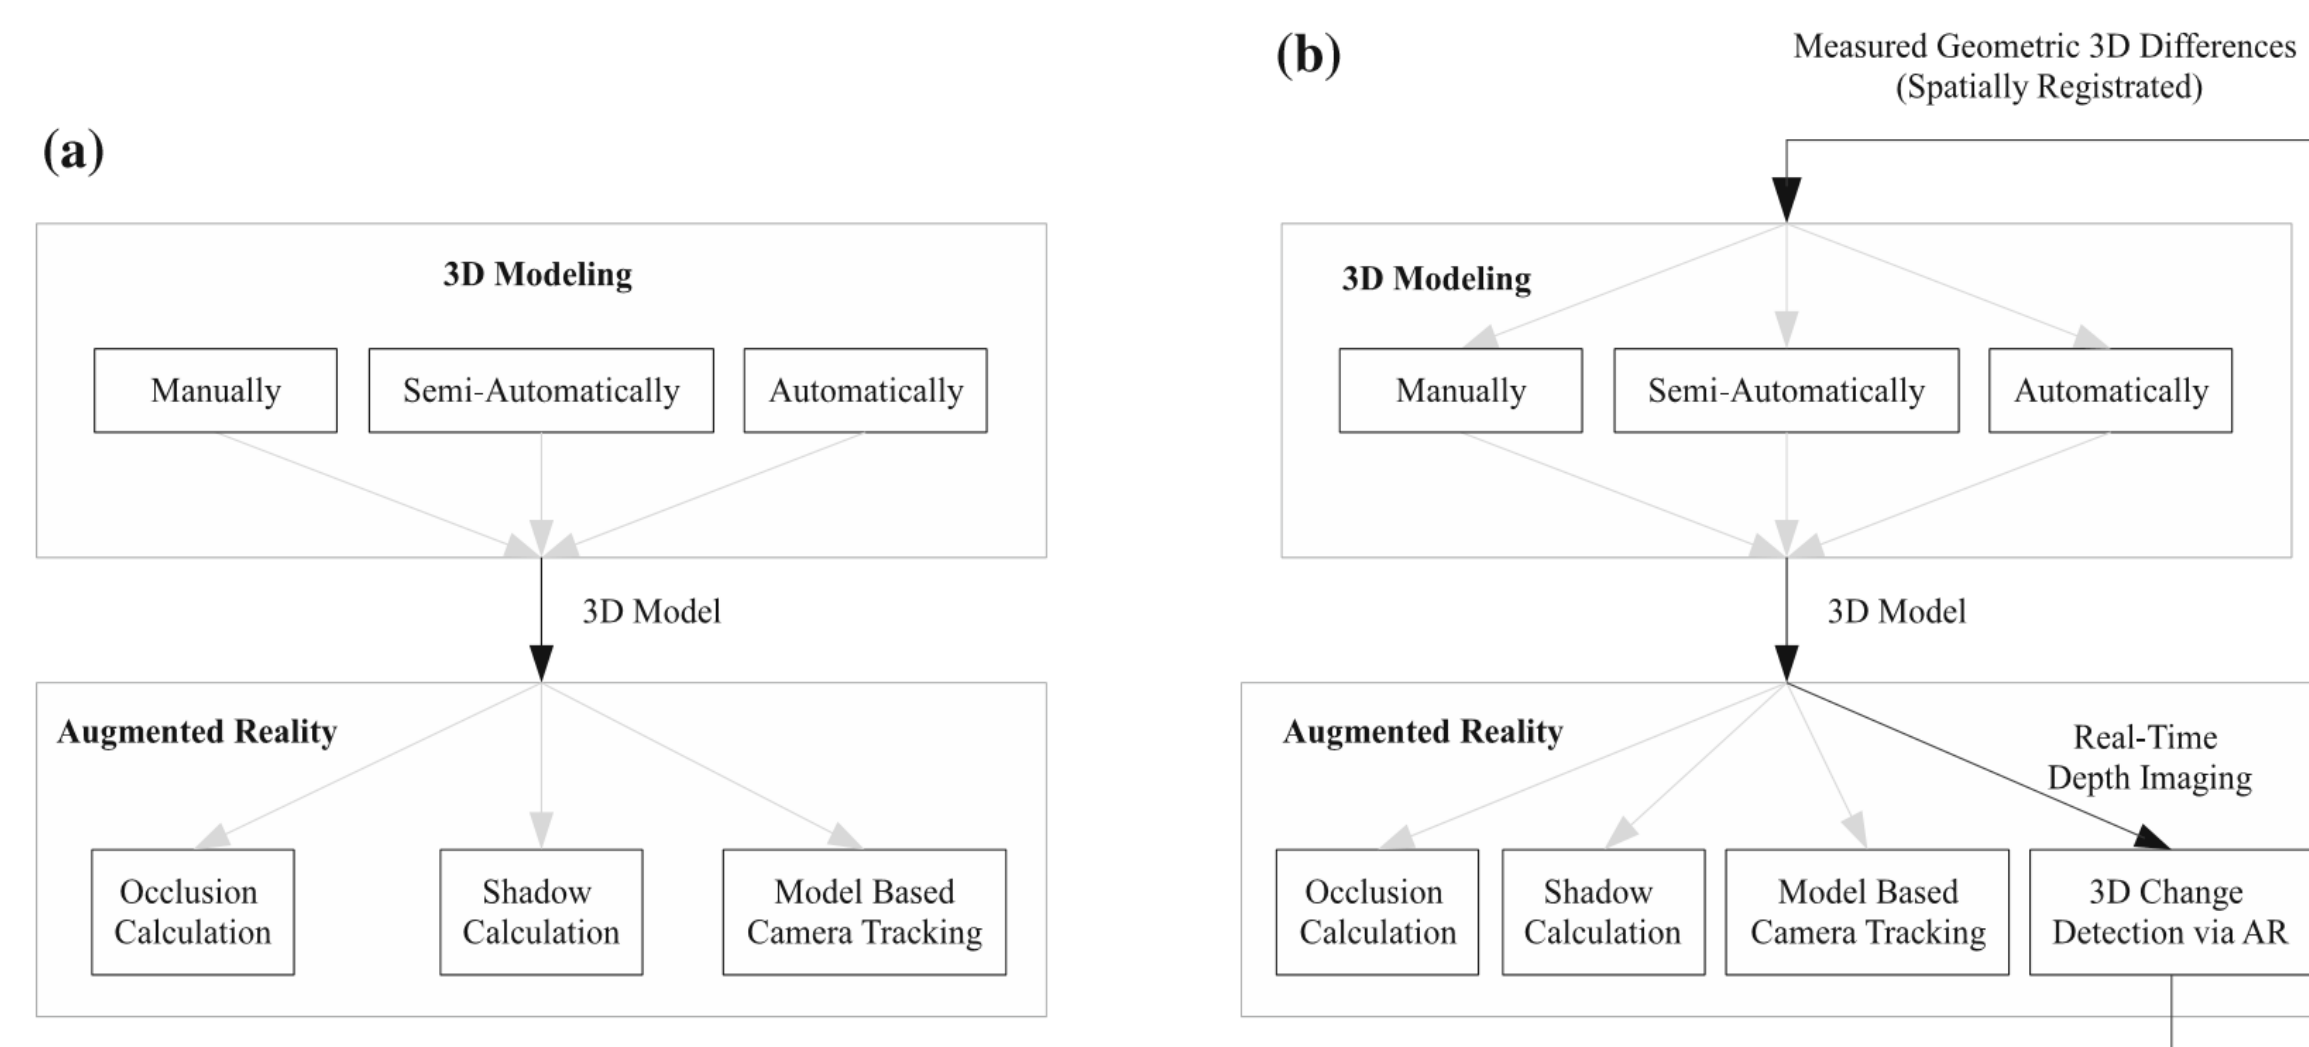 (a)
3D Modeling
Manually
Semi-Automatically
Automatically
3D Model
Augmented Reality
Occlusion
Calculation
Shadow
Calculation
Model Based
Camera Tracking
(b)
Measured Geometric 3D Differences
(Spatially Registrated)
3D Modeling
Manually
Semi-Automatically
Automatically
3D Model
Augmented Reality
Real-Time
Depth Imaging
Occlusion
Calculation
Shadow
Calculation
Model Based
Camera Tracking
3D Change
Detection via AR